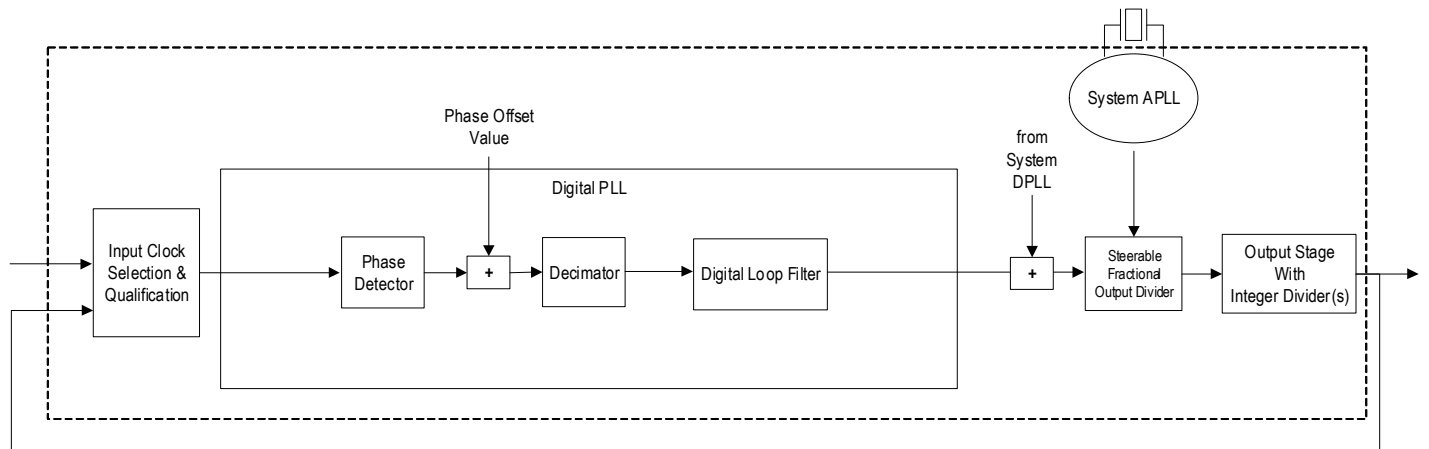 System APLL
Phase Offset
Value
from
System
DPLL
Digital PLL
Input Clock
Selection &
Qualification
Phase
Detector
+
Decimator
Digital Loop Filter
+
Steerable
Fractional
Output Divider
Output Stage
With
Integer Divider(s)